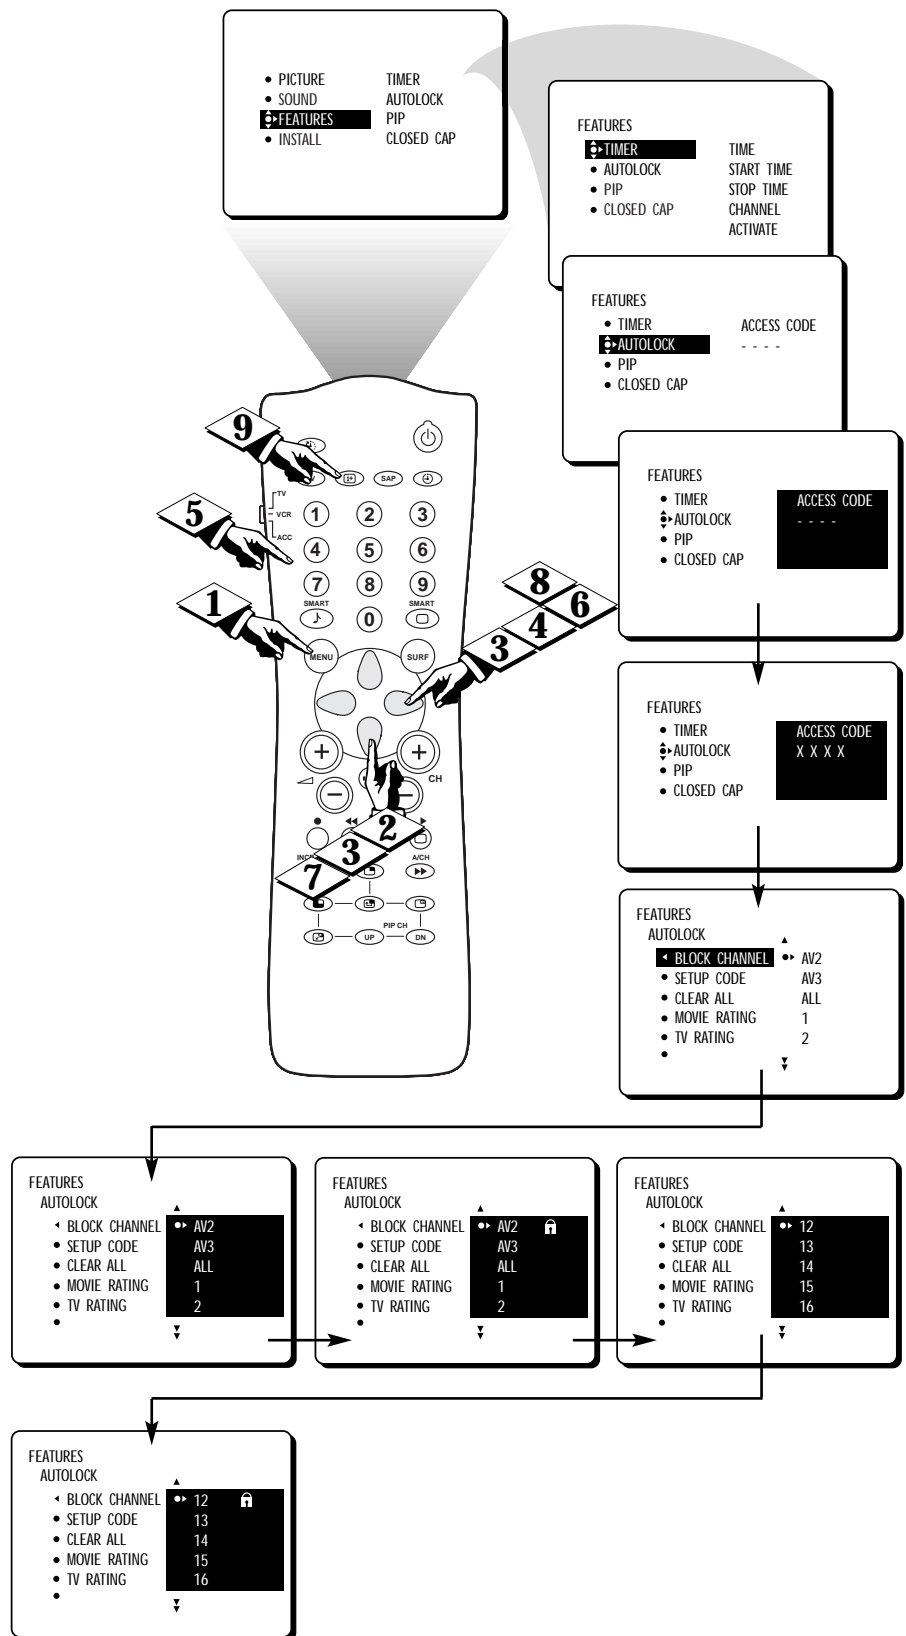 PICTURE TIMER
SOUND AUTOLOCK
FEATURES PIP
INSTALL CLOSED CAP
FEATURES
TIMER TIME
AUTOLOCK START TIME
PIP STOP TIME
CLOSED CAP CHANNEL
ACTIVATE
FEATURES
TIMER ACCESS CODE
AUTOLOCK - - - -
PIP
CLOSED CAP
FEATURES
TIMER ACCESS CODE
AUTOLOCK - - - -
PIP
CLOSED CAP
FEATURES
TIMER ACCESS CODE
AUTOLOCK X X X X
PIP
CLOSED CAP
FEATURES
AUTOLOCK
BLOCK CHANNEL AV2
SETUP CODE AV3
CLEAR ALL ALL
MOVIE RATING 1
TV RATING 2
9
SAP
TV
VCR
ACC
5
1 2 3
4 5 6
7 8 9
SMART SMART
0
1
MENU SURF
8
6
4
3
+ +
CH
− −
2
3
7
A/CH
PIP CH
UP DN
FEATURES
AUTOLOCK
BLOCK CHANNEL AV2
SETUP CODE AV3
CLEAR ALL ALL
MOVIE RATING 1
TV RATING 2
FEATURES
AUTOLOCK
BLOCK CHANNEL AV2
SETUP CODE AV3
CLEAR ALL ALL
MOVIE RATING 1
TV RATING 2
FEATURES
AUTOLOCK
BLOCK CHANNEL 12
SETUP CODE 13
CLEAR ALL 14
MOVIE RATING 15
TV RATING 16
FEATURES
AUTOLOCK
BLOCK CHANNEL 12
SETUP CODE 13
CLEAR ALL 14
MOVIE RATING 15
TV RATING 16